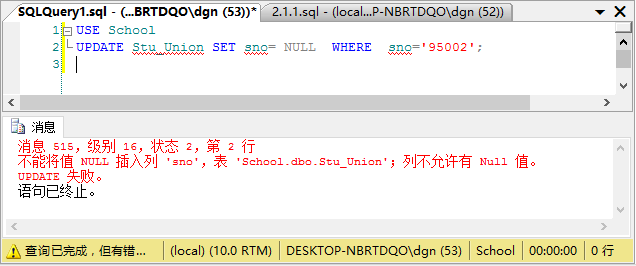 SQLQuery1.sql - (...BRTDQO\dgn (53))* 2.1.1.sql - (local...P-NBRTDQO\dgn (52))
1 USE School
2 UPDATE Stu_Union SET sno= NULL WHERE sno='95002';
3
消息
消息 515，级别 16，状态 2，第 2 行
不能将值 NULL 插入列 'sno'，表 'School.dbo.Stu_Union'；列不允许有 Null 值。
UPDATE 失败。
语句已终止。
查询已完成，但有错... (local) (10.0 RTM) DESKTOP-NBRTDQO\dgn (53) School 00:00:00 0 行